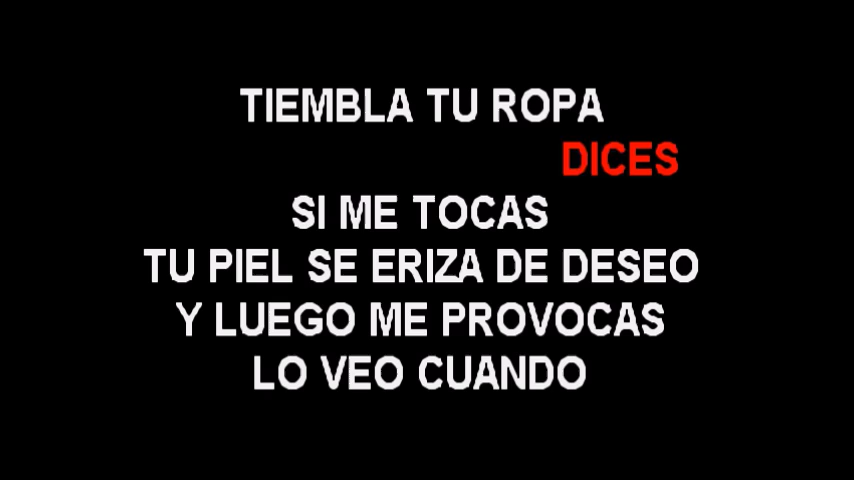 TIEMBLA TU ROPA
DICES
SI ME TOCAS
TU PIEL SE ERIZA DE DESEO
Y LUEGO ME PROVOCAS
LO VEO CUANDO